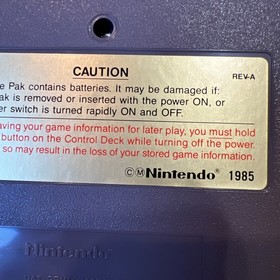 CAUTION
REV-A
e Pak contains batteries. It may be damaged if:
ak is removed or inserted with the power ON, or
er switch is turned rapidly ON and OFF.
aving your game information for later play, you must hold
button on the Control Deck while turning off the power.
so may result in the loss of your stored game information.
©Ⓜ Nintendo® 1985
Nintendo